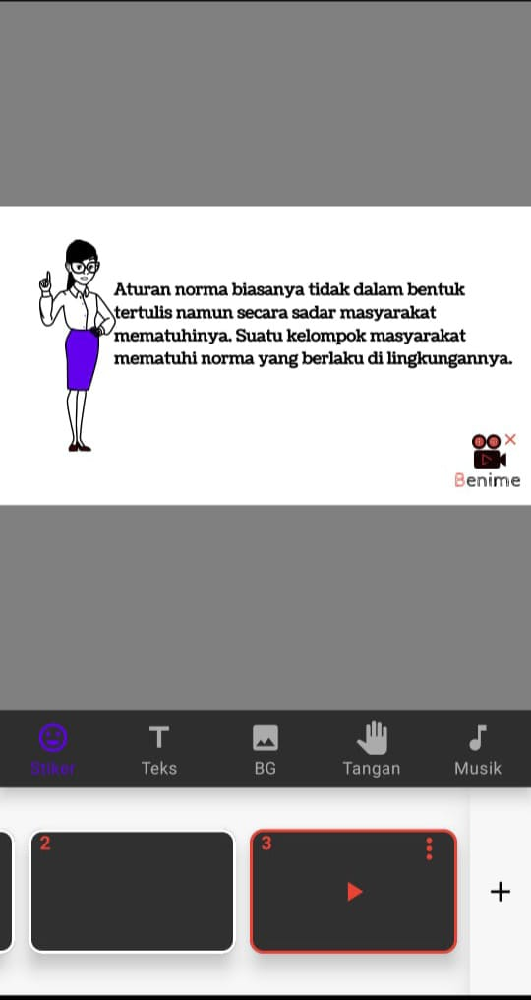 Aturan norma biasanya tidak dalam bentuk
tertulis namun secara sadar masyarakat
mematuhinya. Suatu kelompok masyarakat
mematuhi norma yang berlaku di lingkungannya.
Benime
Stiker
Teks
BG
Tangan
Musik
2
3